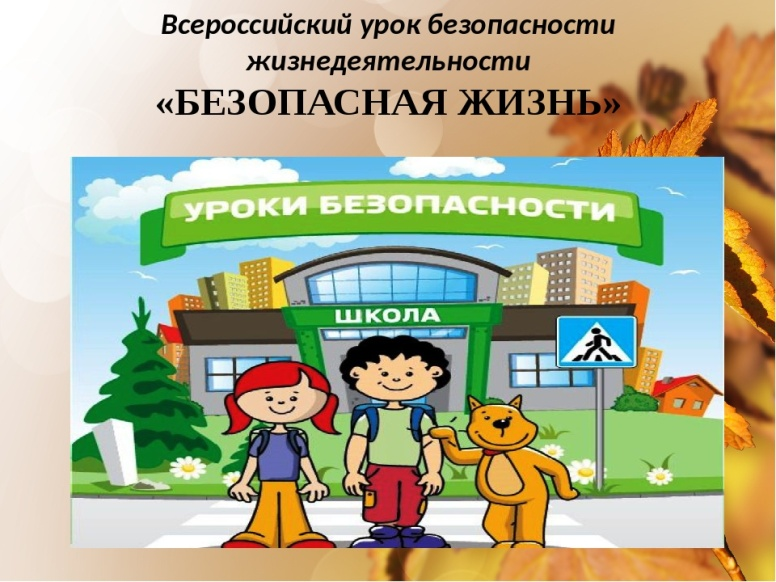 Всероссийский урок безопасности
жизнедеятельности
«БЕЗОПАСНАЯ ЖИЗНЬ»
УРОКИ БЕЗОПАСНОСТИ
ШКОЛА